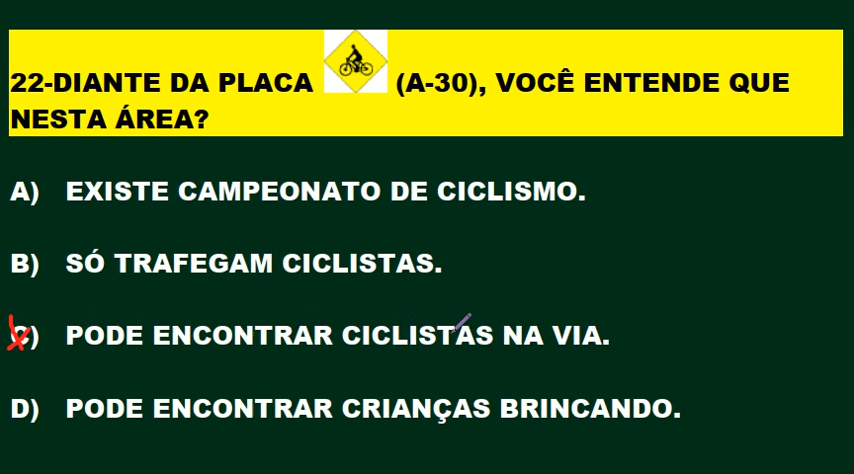 22-DIANTE DA PLACA (A-30), VOCÊ ENTENDE QUE
NESTA ÁREA?
A) EXISTE CAMPEONATO DE CICLISMO.
B) SÓ TRAFEGAM CICLISTAS.
C) PODE ENCONTRAR CICLISTAS NA VIA.
D) PODE ENCONTRAR CRIANÇAS BRINCANDO.